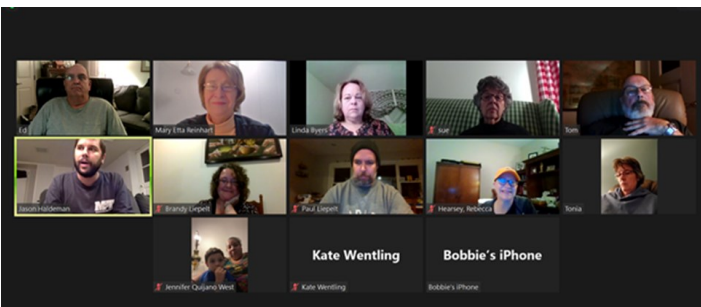 Ed
Mary Etta Reinhart
Linda Byers
sue
Tom
Jason Haldeman
Brandy Liepelt
Paul Liepelt
Hearsey, Rebecca
Tonia
Jennifer Quijano West
Kate Wentling
Kate Wentling
Bobbie's iPhone
Bobbie's iPhone